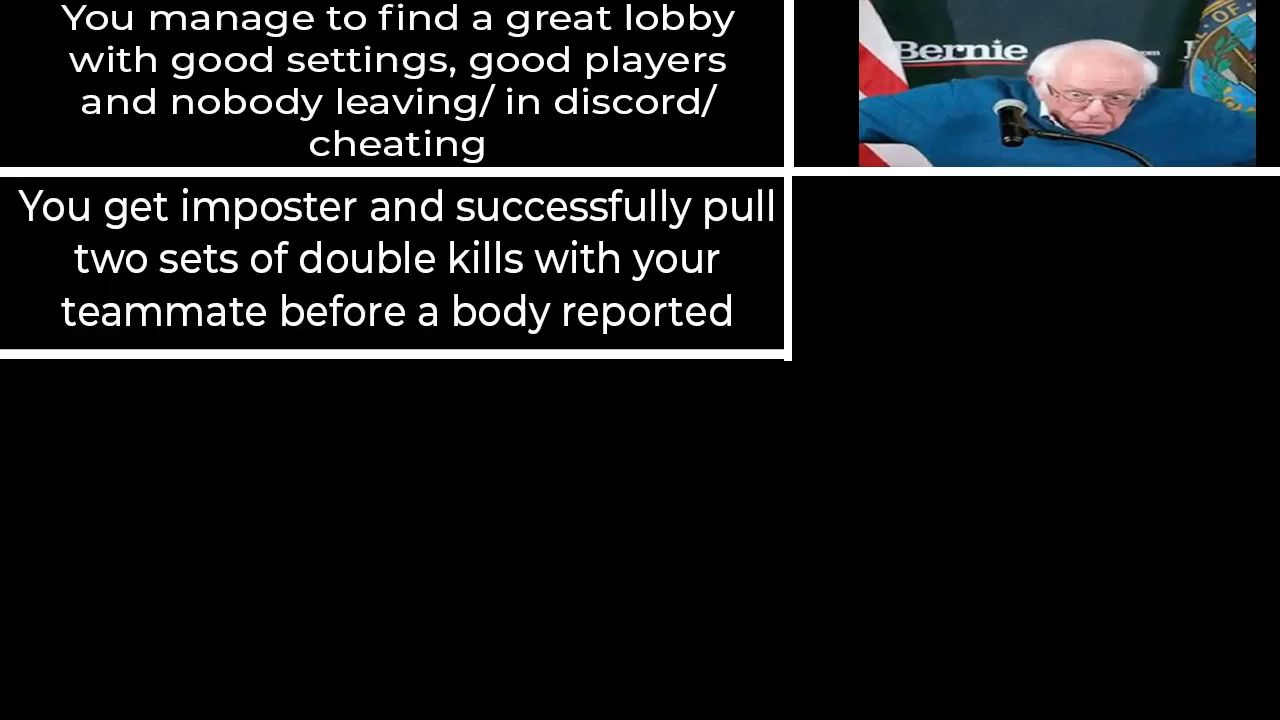 You manage to find a great lobby
with good settings, good players
and nobody leaving/ in discord/
cheating
Bernie
OF
You get imposter and successfully pull
two sets of double kills with your
teammate before a body reported